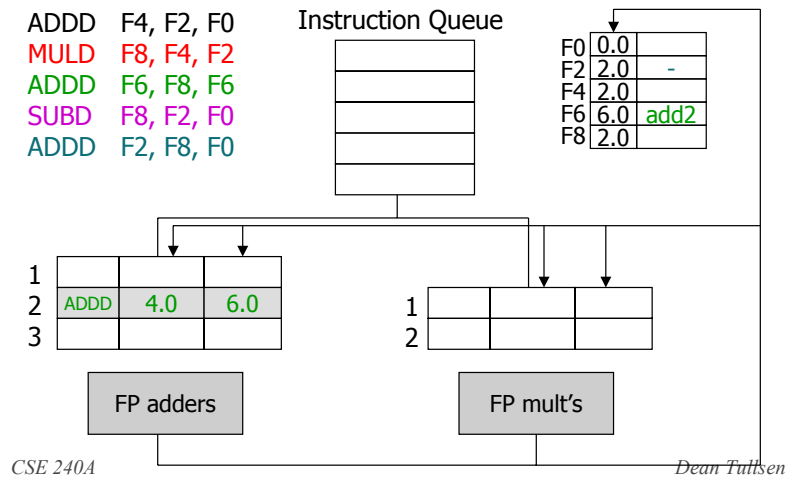 ADDD F4, F2, F0
MULD F8, F4, F2
ADDD F6, F8, F6
SUBD F8, F2, F0
ADDD F2, F8, F0
Instruction Queue
F0 0.0
F2 2.0 -
F4 2.0
F6 6.0 add2
F8 2.0
1
2 ADDD 4.0 6.0
3
1
2
FP adders
FP mult's
CSE 240A
Dean Tullsen